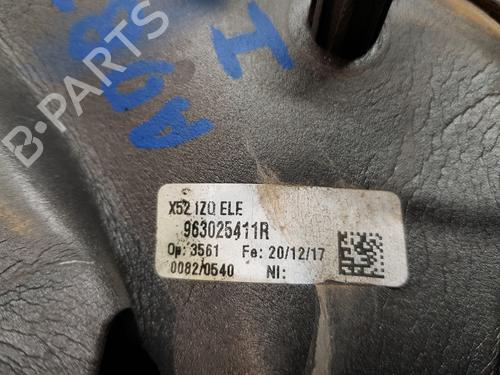 B-PARTS
X52 IZQ ELE
963025411R
Op: 3561 Fe: 20/12/17
0082/0540 NI: